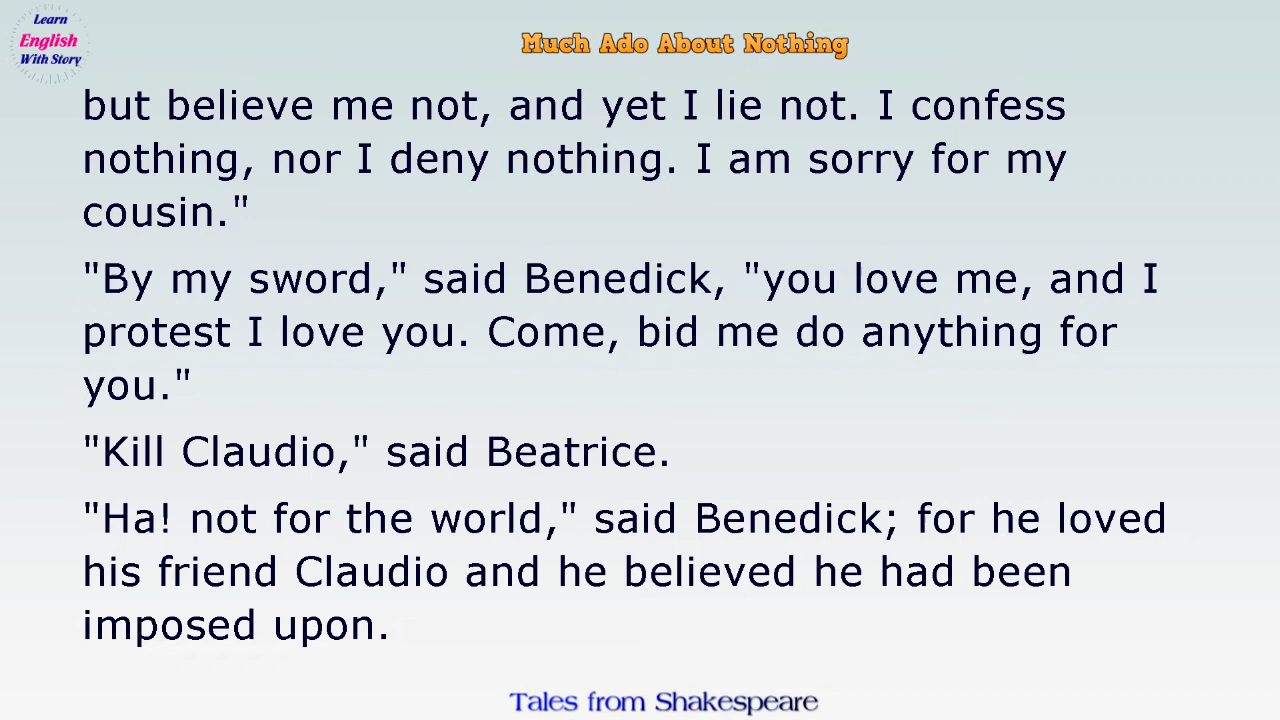 Learn
English
With Story
Much Ado About Nothing
but believe me not, and yet I lie not. I confess
nothing, nor I deny nothing. I am sorry for my
cousin."
"By my sword," said Benedick, "you love me, and I
protest I love you. Come, bid me do anything for
you."
"Kill Claudio," said Beatrice.
"Ha! not for the world," said Benedick; for he loved
his friend Claudio and he believed he had been
imposed upon.
Tales from Shakespeare